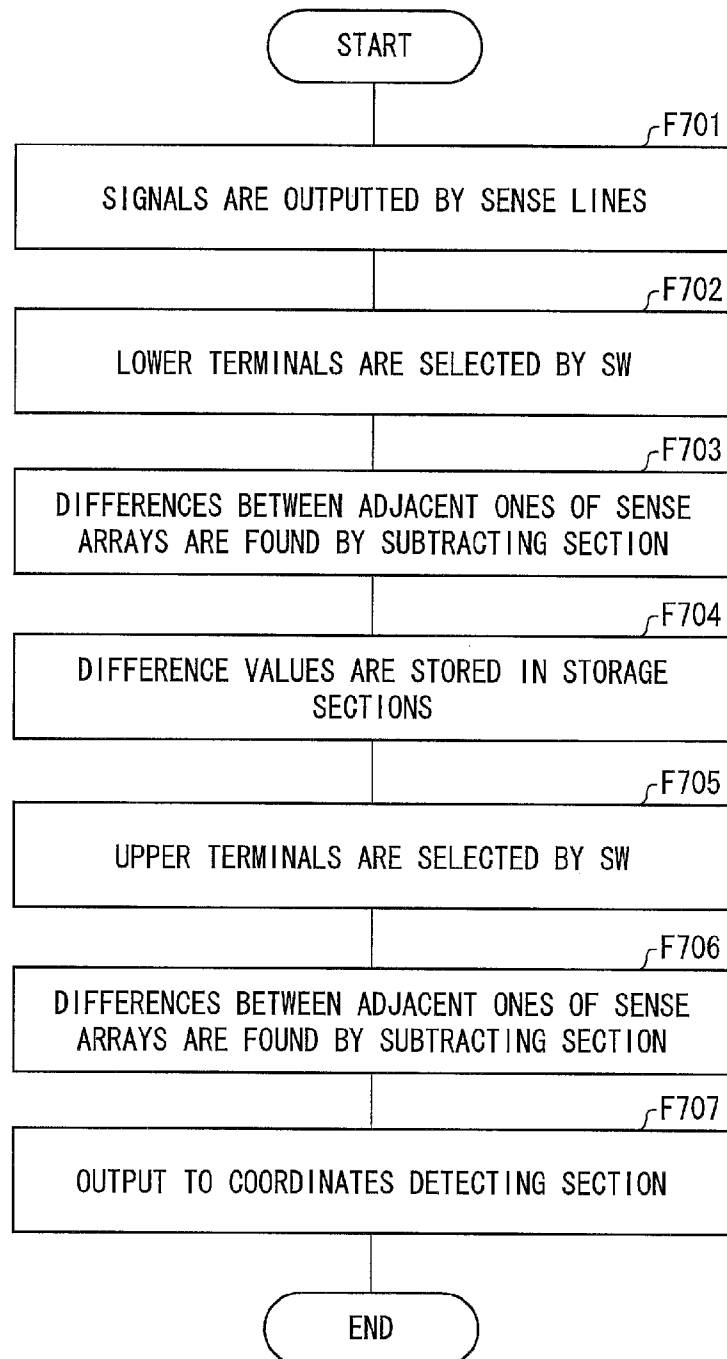 START
F701
SIGNALS ARE OUTPUTTED BY SENSE LINES
F702
LOWER TERMINALS ARE SELECTED BY SW
F703
DIFFERENCES BETWEEN ADJACENT ONES OF SENSE
ARRAYS ARE FOUND BY SUBTRACTING SECTION
F704
DIFFERENCE VALUES ARE STORED IN STORAGE
SECTIONS
F705
UPPER TERMINALS ARE SELECTED BY SW
F706
DIFFERENCES BETWEEN ADJACENT ONES OF SENSE
ARRAYS ARE FOUND BY SUBTRACTING SECTION
F707
OUTPUT TO COORDINATES DETECTING SECTION
END